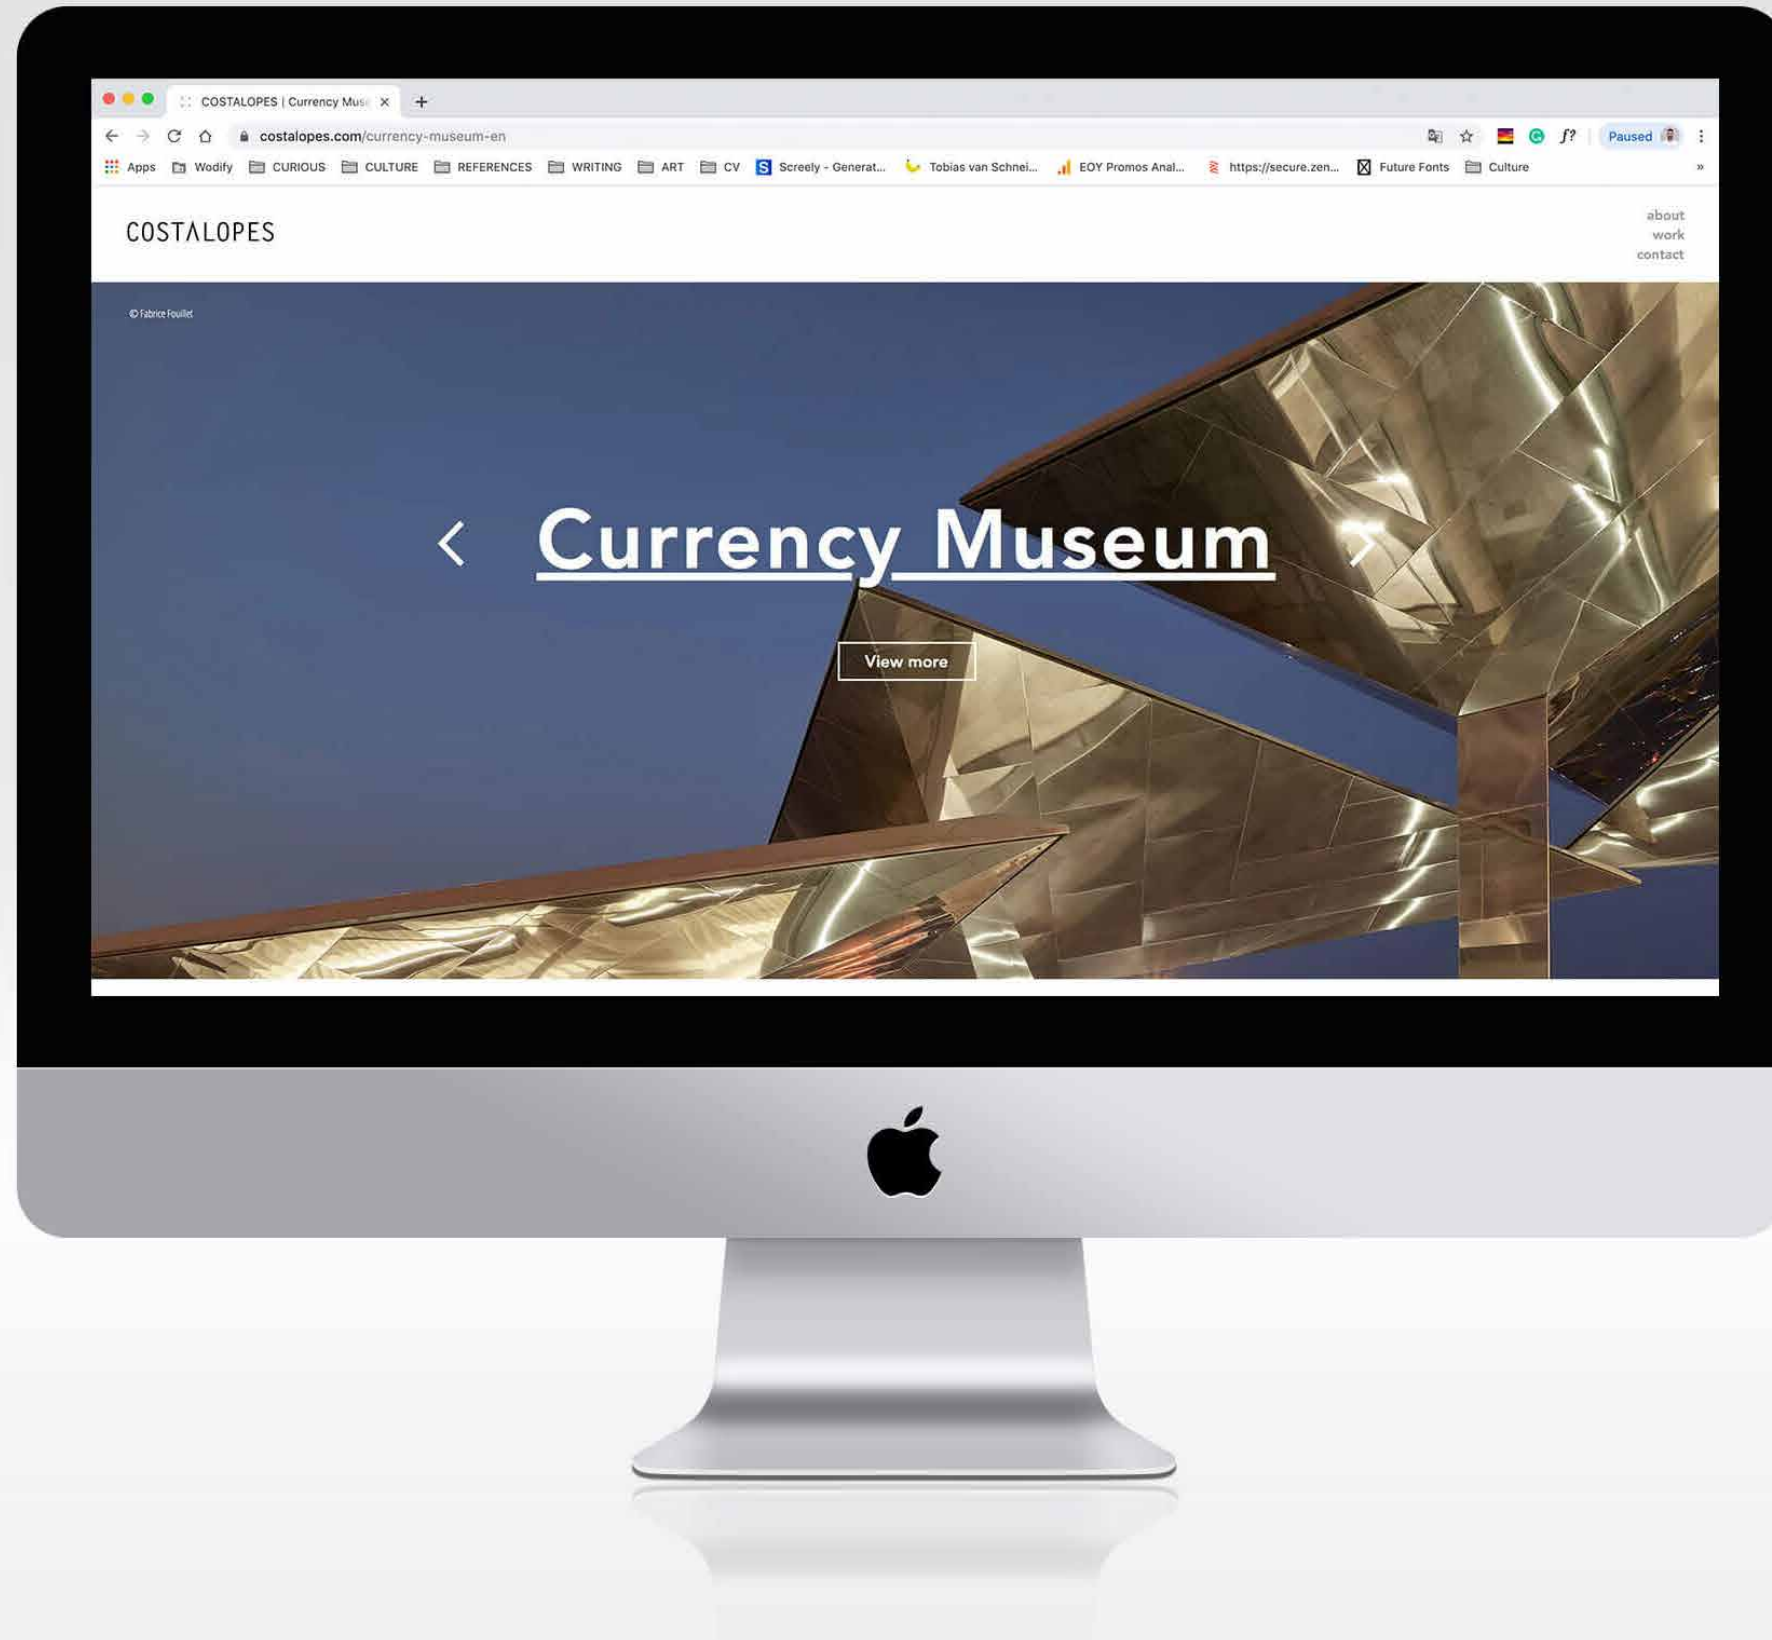 COSTALOPES | Currency Muse
costalopes.com/currency-museum-en
Paused
Apps Wodify CURIOUS CULTURE REFERENCES WRITING ART CV Screely - Generat... Tobias van Schnei... EOY Promos Anal... https://secure.zen... Future Fonts Culture
COSTALOPES
about
work
contact
© Fabrice Fouillet
Currency Museum
View more